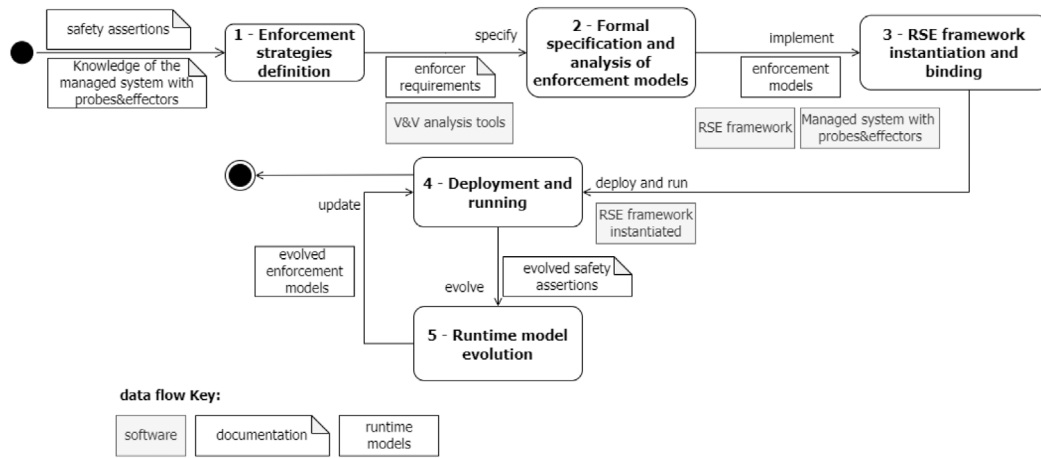 safety assertions
Knowledge of the
managed system with
probes&effectors
1 - Enforcement
strategies
definition
specify
enforcer
requirements
V&V analysis tools
2 - Formal
specification and
analysis of
enforcement models
implement
enforcement
models
RSE framework
Managed system with
probes&effectors
3 - RSE framework
instantiation and
binding
4 - Deployment and
running
deploy and run
RSE framework
instantiated
update
evolved
enforcement
models
evolve
evolved safety
assertions
5 - Runtime model
evolution
data flow Key:
software
documentation
runtime
models